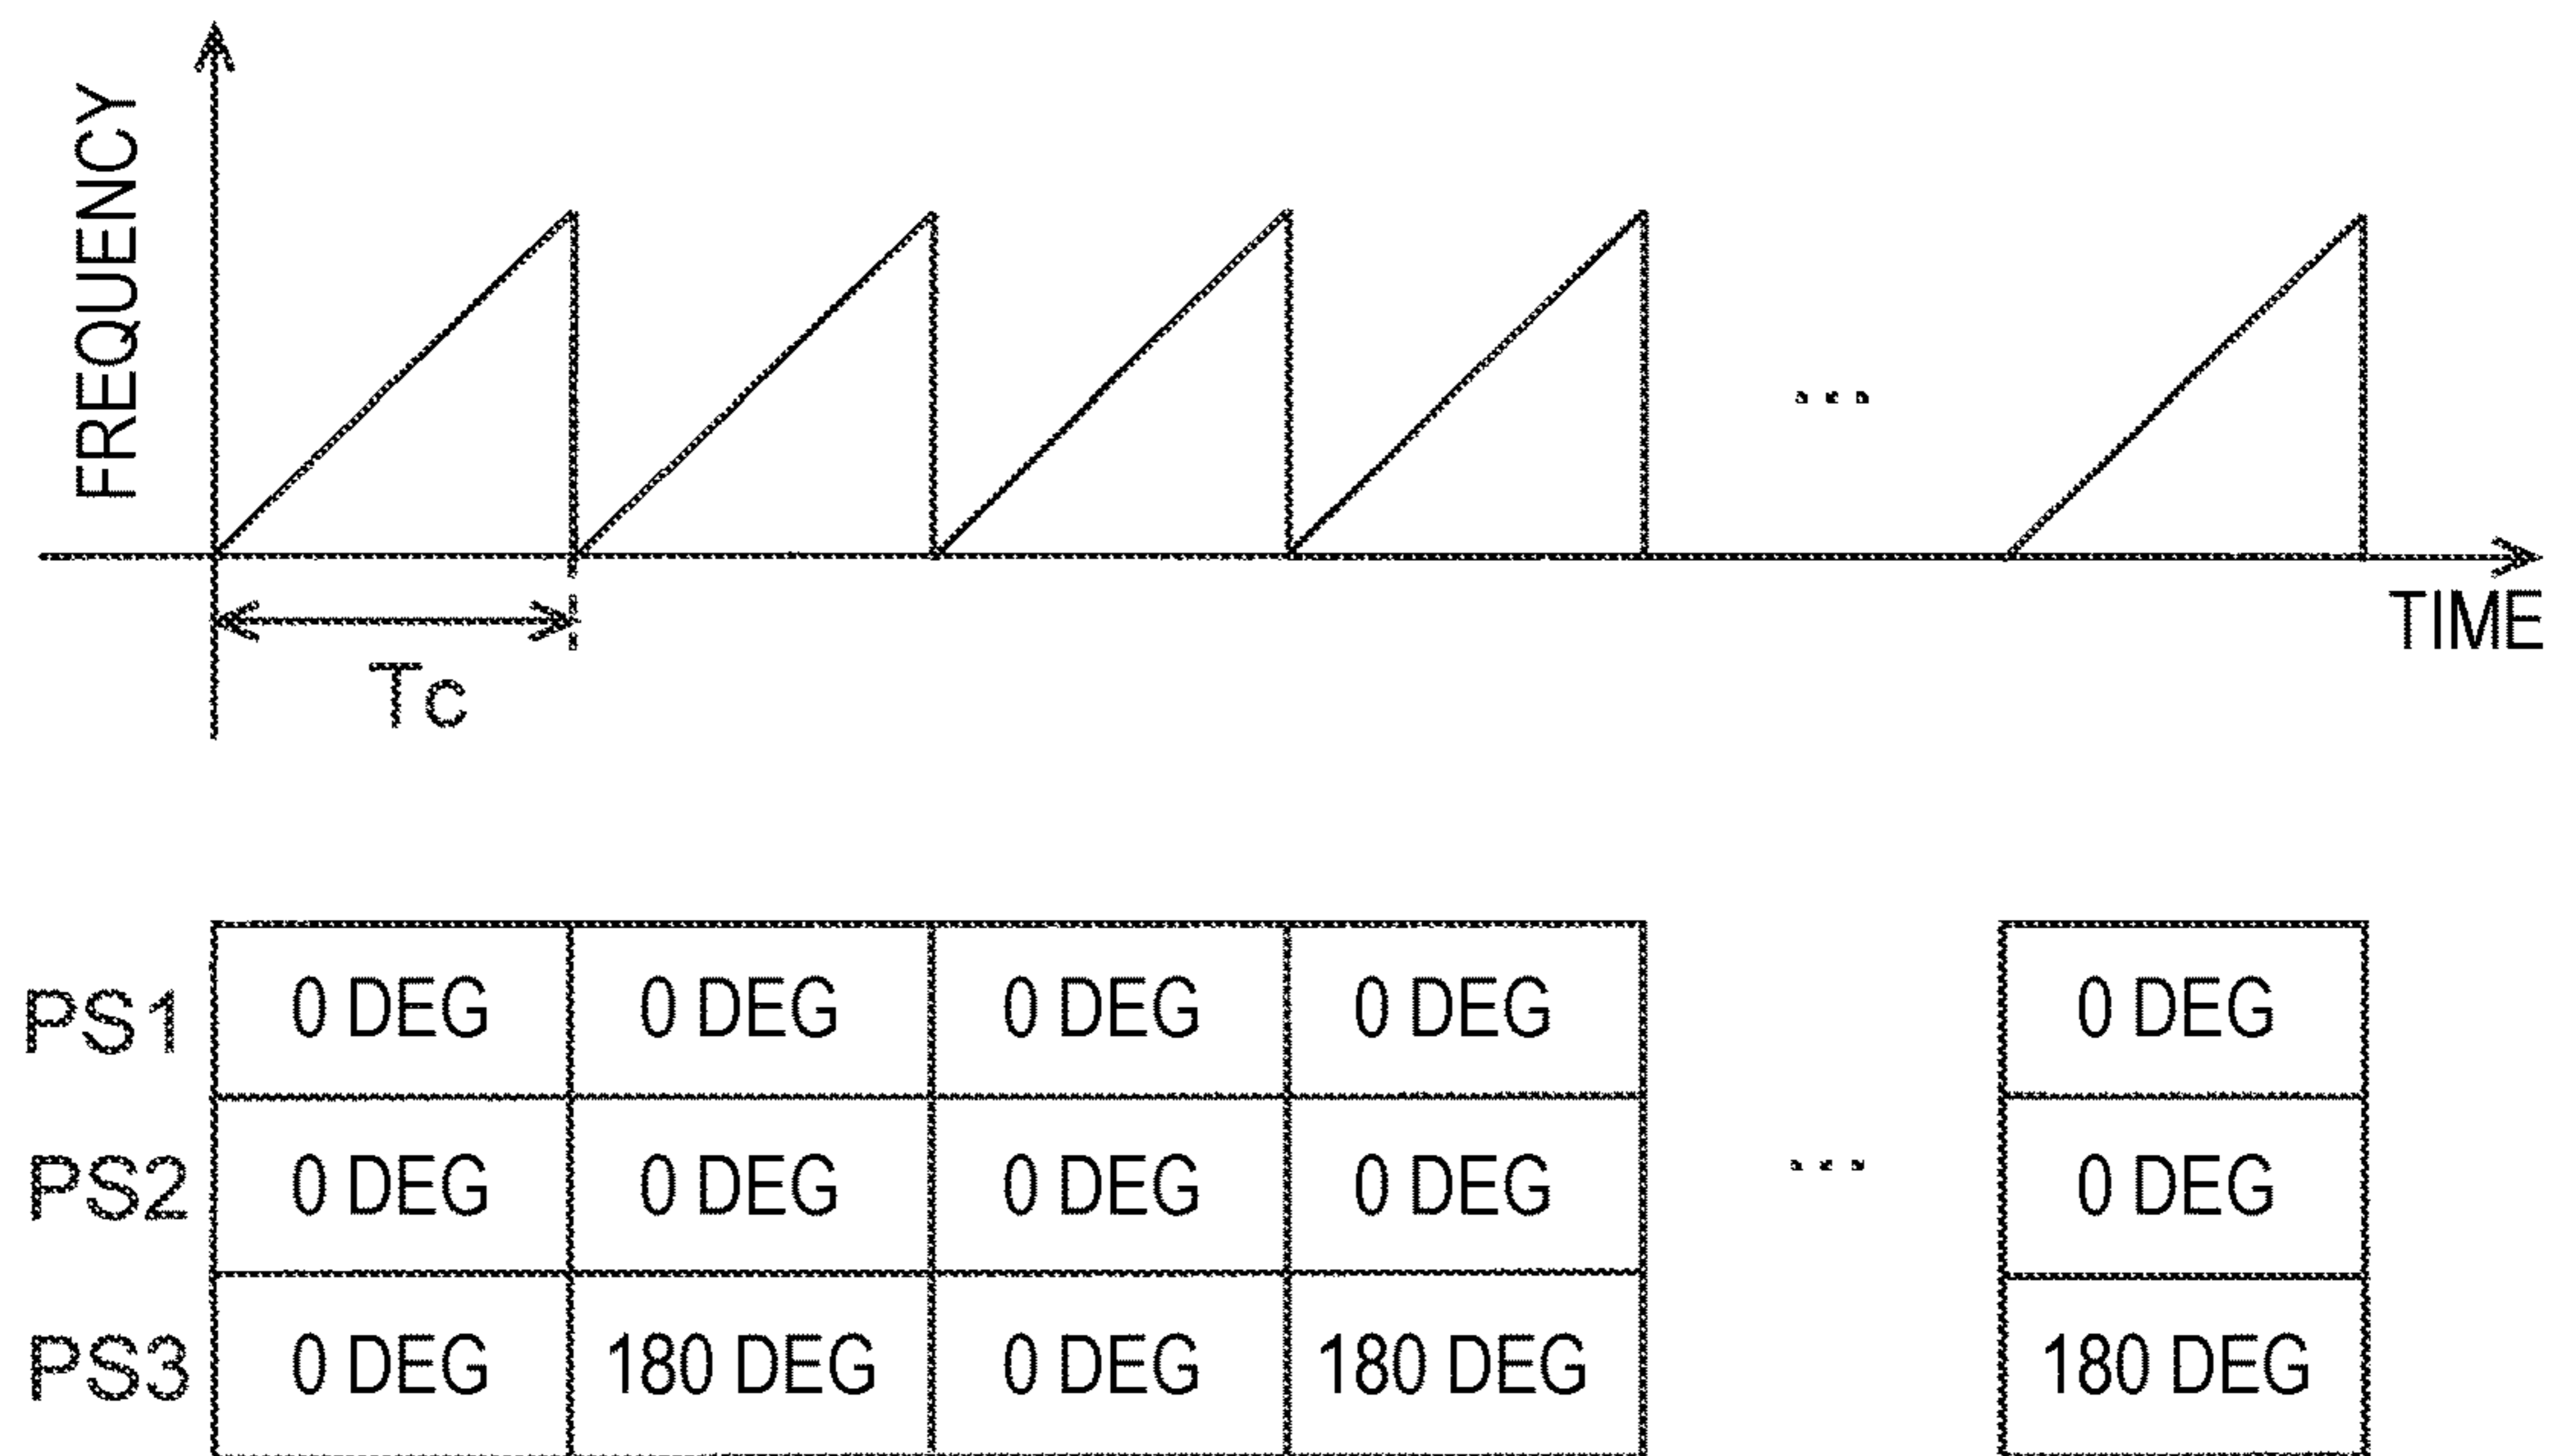 FREQUENCY
...
TIME
Tc
PS1 0 DEG 0 DEG 0 DEG 0 DEG 0 DEG
PS2 0 DEG 0 DEG 0 DEG 0 DEG ... 0 DEG
PS3 0 DEG 180 DEG 0 DEG 180 DEG 180 DEG